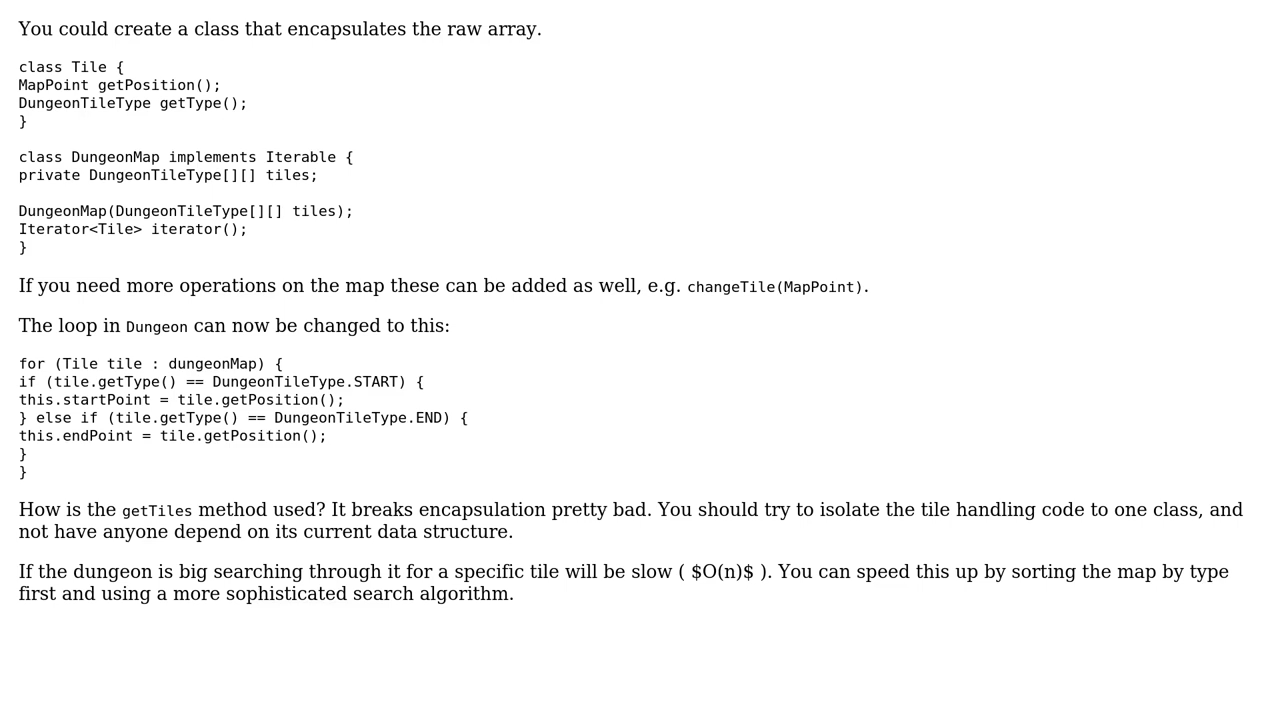 You could create a class that encapsulates the raw array.
class Tile {
MapPoint getPosition();
DungeonTileType getType();
}
class DungeonMap implements Iterable {
private DungeonTileType[][] tiles;
DungeonMap(DungeonTileType[][] tiles);
Iterator<Tile> iterator();
}
If you need more operations on the map these can be added as well, e.g. changeTile(MapPoint).
The loop in Dungeon can now be changed to this:
for (Tile tile : dungeonMap) {
if (tile.getType() == DungeonTileType.START) {
this.startPoint = tile.getPosition();
} else if (tile.getType() == DungeonTileType.END) {
this.endPoint = tile.getPosition();
}
}
How is the getTiles method used? It breaks encapsulation pretty bad. You should try to isolate the tile handling code to one class, and
not have anyone depend on its current data structure.
If the dungeon is big searching through it for a specific tile will be slow ( $O(n)$ ). You can speed this up by sorting the map by type
first and using a more sophisticated search algorithm.